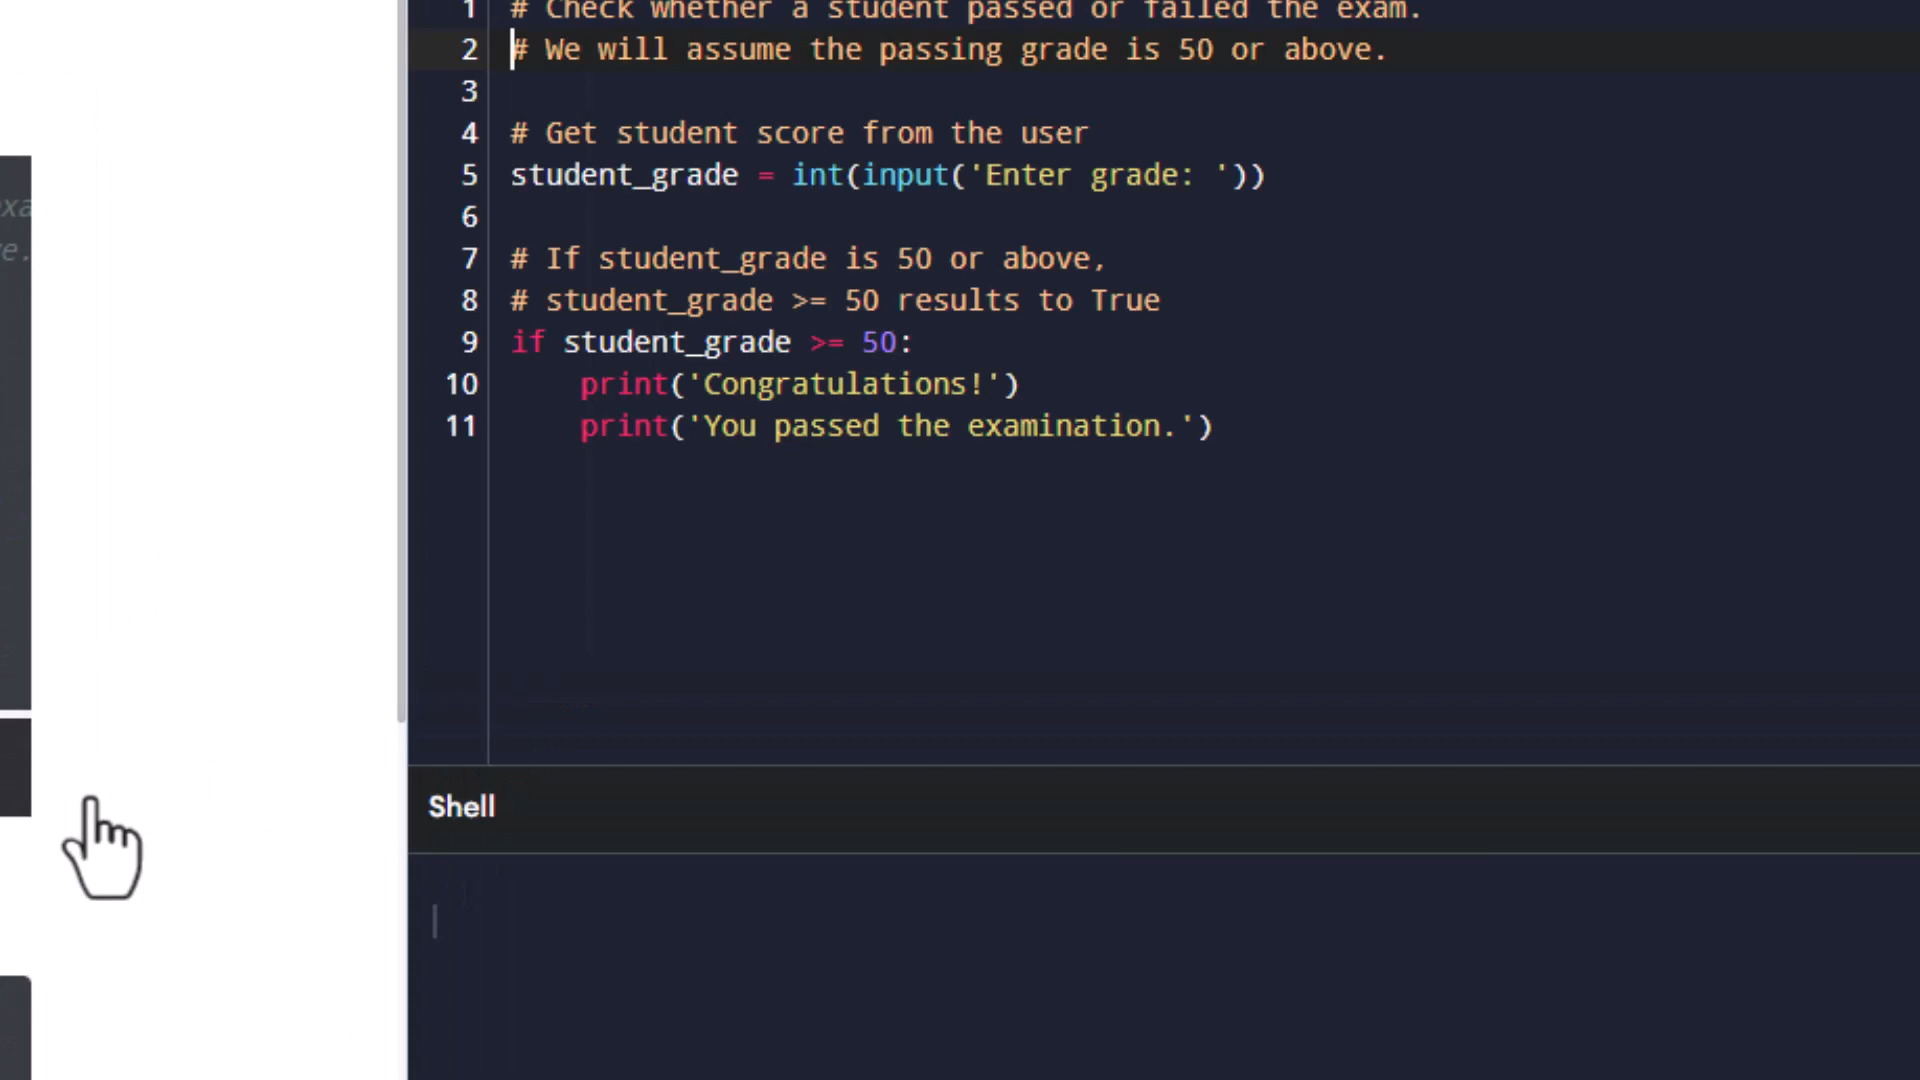 xa
e.
1 # Check whether a student passed or failed the exam.
2 # We will assume the passing grade is 50 or above.
3
4 # Get student score from the user
5 student_grade = int(input('Enter grade: '))
6
7 # If student_grade is 50 or above,
8 # student_grade >= 50 results to True
9 if student_grade >= 50:
10     print('Congratulations!')
11     print('You passed the examination.')
Shell